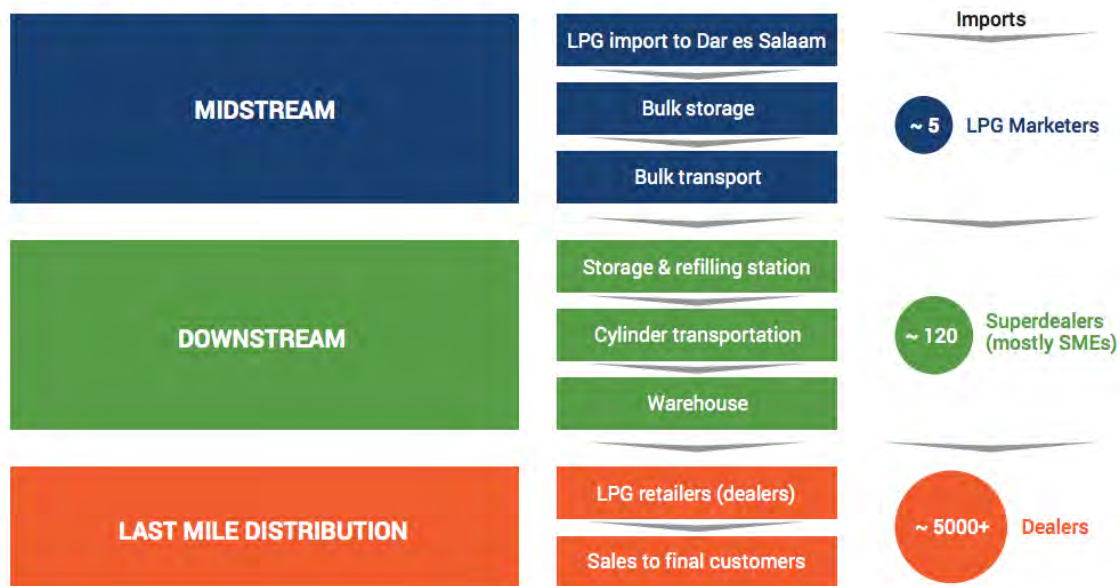 Imports
MIDSTREAM
LPG import to Dar es Salaam
Bulk storage
Bulk transport
~ 5
LPG Marketers
DOWNSTREAM
Storage & refilling station
Cylinder transportation
Warehouse
~ 120
Superdealers
(mostly SMEs)
LAST MILE DISTRIBUTION
LPG retailers (dealers)
Sales to final customers
~ 5000+
Dealers